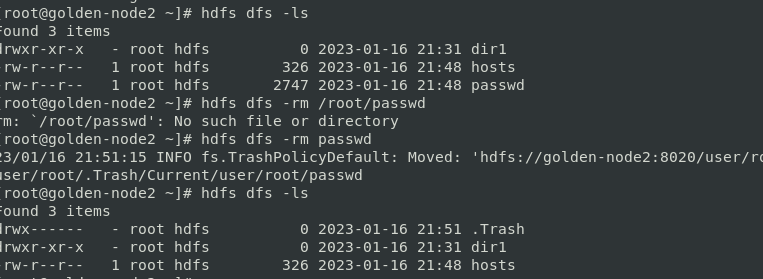 [root@golden-node2 ~]# hdfs dfs -ls
Found 3 items
drwxr-xr-x   - root hdfs          0 2023-01-16 21:31 dir1
-rw-r--r--   1 root hdfs        326 2023-01-16 21:48 hosts
-rw-r--r--   1 root hdfs       2747 2023-01-16 21:48 passwd
[root@golden-node2 ~]# hdfs dfs -rm /root/passwd
rm: `/root/passwd': No such file or directory
[root@golden-node2 ~]# hdfs dfs -rm passwd
23/01/16 21:51:15 INFO fs.TrashPolicyDefault: Moved: 'hdfs://golden-node2:8020/user/ro
user/root/.Trash/Current/user/root/passwd
[root@golden-node2 ~]# hdfs dfs -ls
Found 3 items
drwx------   - root hdfs          0 2023-01-16 21:51 .Trash
drwxr-xr-x   - root hdfs          0 2023-01-16 21:31 dir1
-rw-r--r--   1 root hdfs        326 2023-01-16 21:48 hosts